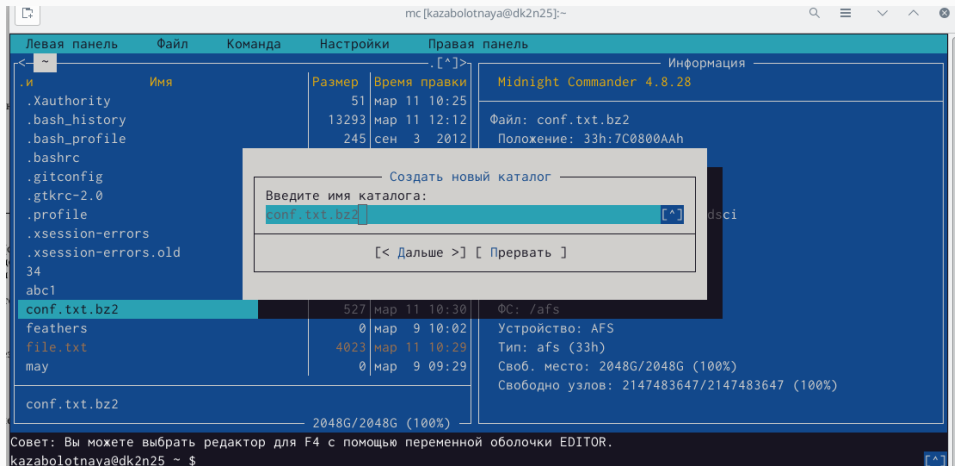 mc [kazabolotnaya@dk2n25]:~
Левая панель Файл Команда Настройки Правая панель
<— ~ .[^]> Информация
.и Имя Размер Время правки Midnight Commander 4.8.28
.Xauthority 51 мар 11 10:25
.bash_history 13293 мар 11 12:12 Файл: conf.txt.bz2
.bash_profile 245 сен 3 2012 Положение: 33h:7C0800AAh
.bashrc
.gitconfig Создать новый каталог
.gtkrc-2.0 Введите имя каталога:
.profile conf.txt.bz2 [^] dsci
.xsession-errors
.xsession-errors.old [< Дальше >] [ Прервать ]
34
abc1
conf.txt.bz2 527 мар 11 10:30 ФС: /afs
feathers 0 мар 9 10:02 Устройство: AFS
file.txt 4023 мар 11 10:29 Тип: afs (33h)
may 0 мар 9 09:29 Своб. место: 2048G/2048G (100%)
Свободно узлов: 2147483647/2147483647 (100%)
conf.txt.bz2
2048G/2048G (100%)
Совет: Вы можете выбрать редактор для F4 с помощью переменной оболочки EDITOR.
kazabolotnaya@dk2n25 ~ $ [^]